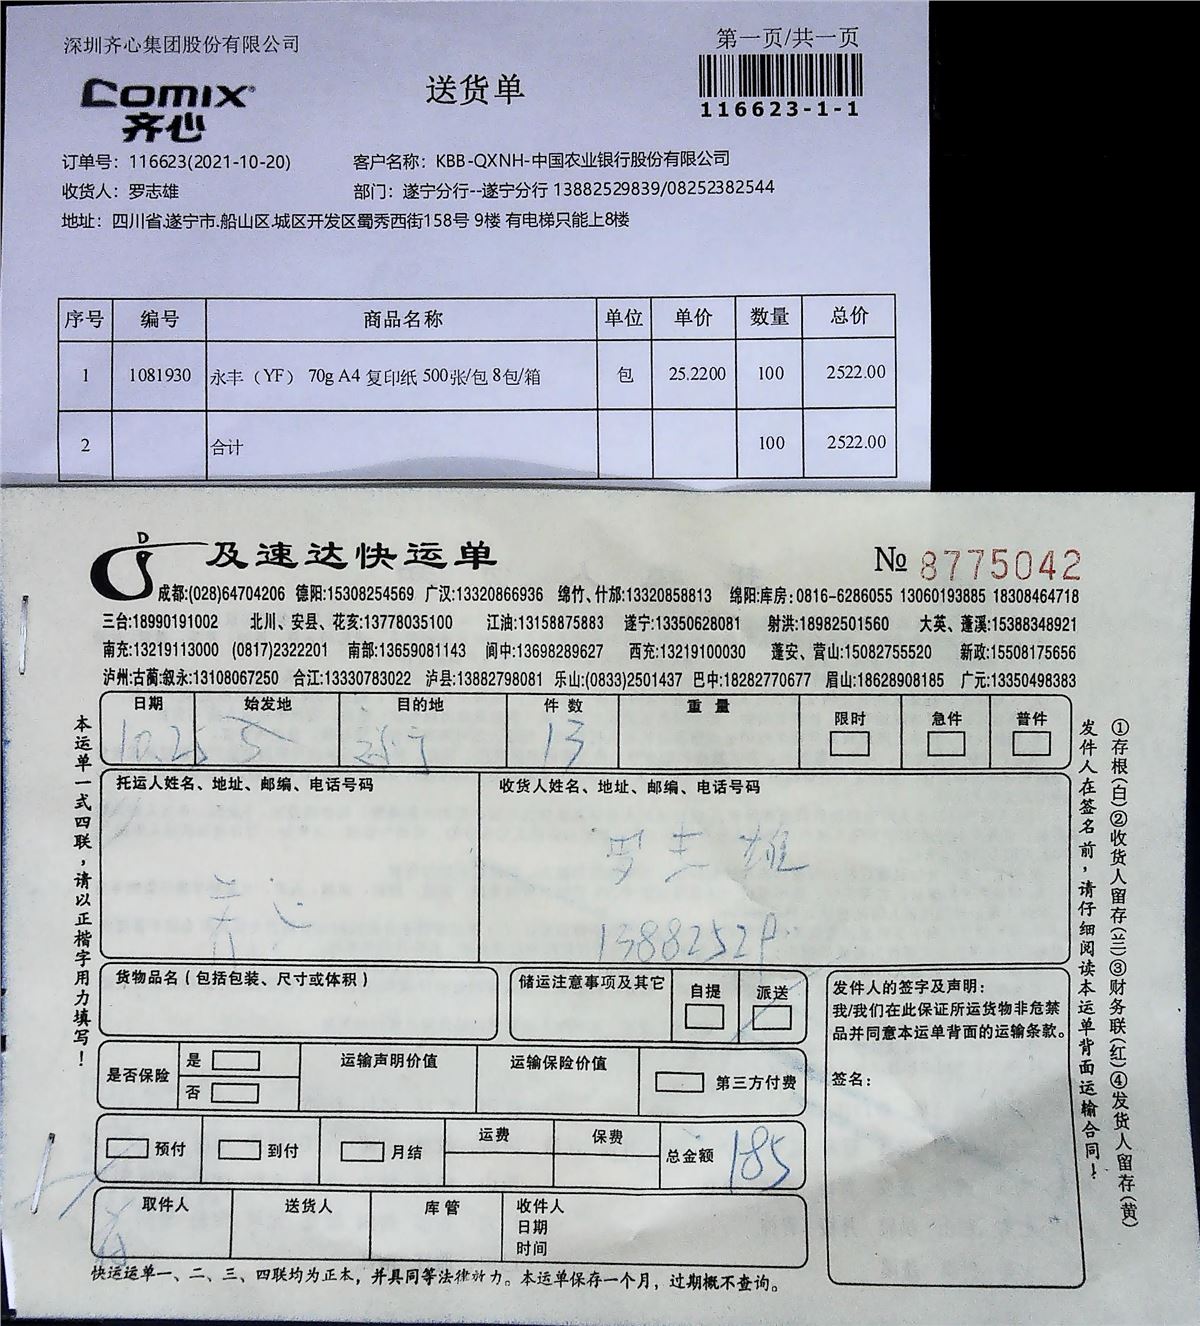 深圳齐心集团股份有限公司
第一页/共一页
Comix
齐心
送货单
116623-1-1
订单号：116623(2021-10-20)
客户名称：KBB-QXNH-中国农业银行股份有限公司
收货人：罗志雄
部门：遂宁分行--遂宁分行 13882529839/08252382544
地址：四川省.遂宁市.船山区.城区开发区蜀秀西街158号 9楼 有电梯只能上8楼
序号 编号 商品名称 单位 单价 数量 总价
1 1081930 永丰（YF） 70g A4 复印纸 500张/包 8包/箱 包 25.2200 100 2522.00
2 合计 100 2522.00
D
及速达快运单
№ 8775042
成都:(028)64704206 德阳:15308254569 广汉:13320866936 绵竹、什邡:13320858813 绵阳:库房:0816-6286055 13060193885 18308464718
三台:18990191002 北川、安县、花亥:13778035100 江油:13158875883 遂宁:13350628081 射洪:18982501560 大英、蓬溪:15388348921
南充:13219113000 (0817)2322201 南部:13659081143 阆中:13698289627 西充:13219100030 蓬安、营山:15082755520 新政:15508175656
泸州:古蔺:叙永:13108067250 合江:13330783022 泸县:13882798081 乐山:(0833)2501437 巴中:18282770677 眉山:18628908185 广元:13350498383
日期 始发地 目的地 件数 重量 限时 急件 普件
10.25 13
托运人姓名、地址、邮编、电话号码
收货人姓名、地址、邮编、电话号码
罗志雄
齐心
货物品名（包括包装、尺寸或体积）
储运注意事项及其它
自提
派送
发件人的签字及声明：
我/我们在此保证所运货物非危禁
品并同意本运单背面的运输条款。
签名：
是否保险
是
否
运输声明价值
运输保险价值
第三方付费
预付
到付
月结
运费
保费
总金额 185
取件人
送货人
库管
收件人
日期
时间
快运运单一、二、三、四联均为正本，并具同等法律效力。本运单保存一个月，过期概不查询。
本运单一式四联，请以正楷字用力填写！
发件人在签名前，请仔细阅读本运单背面运输合同！
①存根(白)②收货人留存(兰)③财务联(红)④发货人留存(黄)